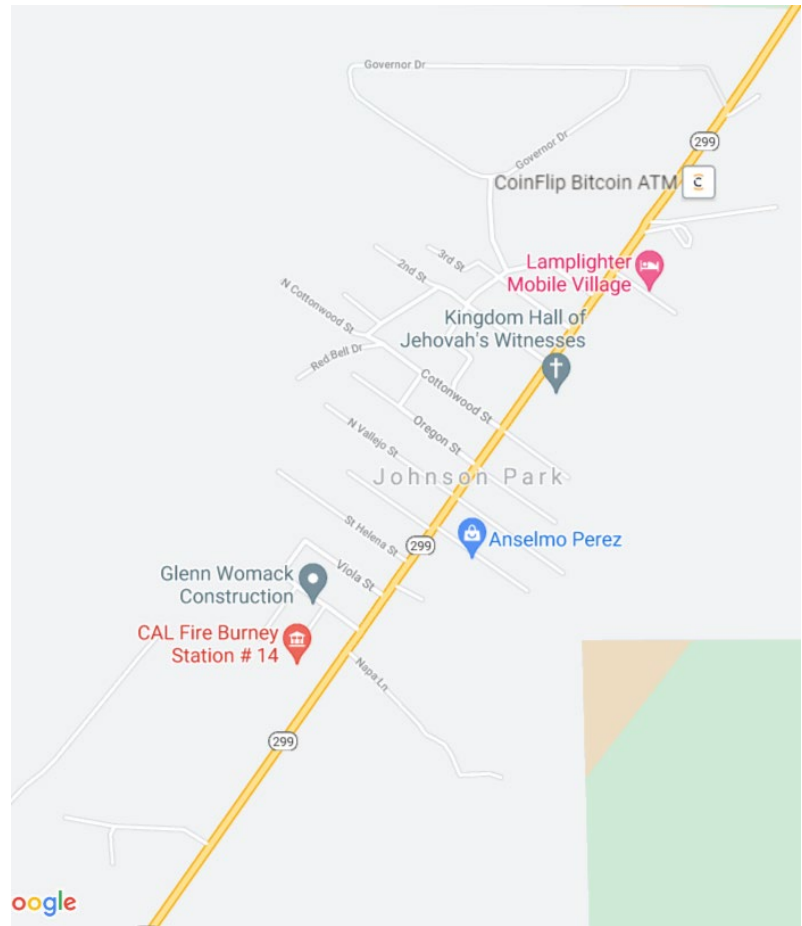 Governor Dr
299
Governor Dr
CoinFlip Bitcoin ATM
3rd St
2nd St
Lamplighter
Mobile Village
N Cottonwood St
Kingdom Hall of
Jehovah's Witnesses
Red Bell Dr
Cottonwood St
Oregon St
N Vallejo St
Johnson Park
St Helena St
299
Anselmo Perez
Viola St
Glenn Womack
Construction
CAL Fire Burney
Station # 14
Napa Ln
299
oogle